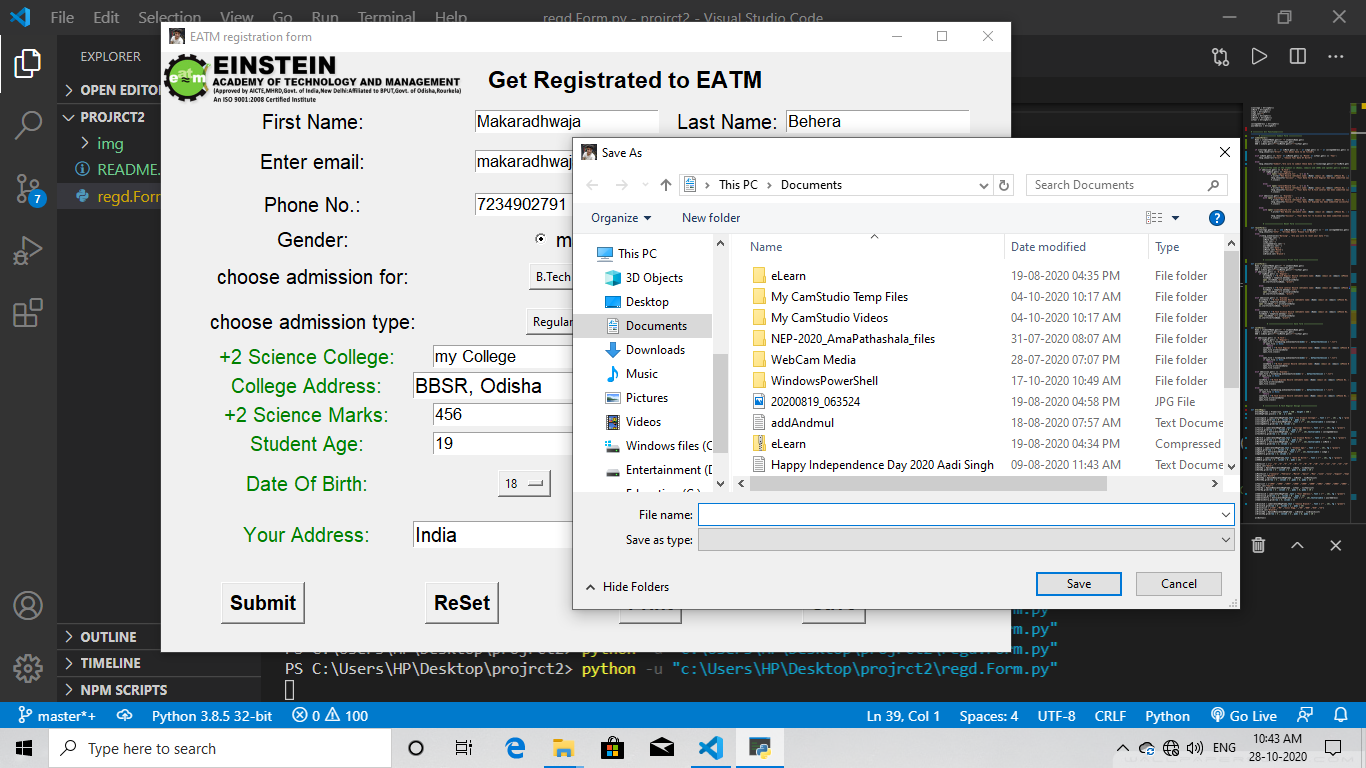 File Edit Selection View Go Run Terminal Help regd.Form.py - projrct2 - Visual Studio Code
EATM registration form
EXPLORER
OPEN EDITO
PROJRCT2
img
README.
regd.Form
7
eatm
EINSTEIN
ACADEMY OF TECHNOLOGY AND MANAGEMENT
(Approved by AICTE,MHRD,Govt. of India,New Delhi:Affiliated to BPUT,Govt. of Odisha,Rourkela)
An ISO 9001:2008 Certified Institute
Get Registrated to EATM
First Name: Makaradhwaja Last Name: Behera
Enter email: makaradhwaj
Phone No.: 7234902791
Gender: m
choose admission for: B.Tech
choose admission type: Regular
+2 Science College: my College
College Address: BBSR, Odisha
+2 Science Marks: 456
Student Age: 19
Date Of Birth: 18
Your Address: India
Submit ReSet
Save As
This PC Documents Search Documents
Organize New folder
This PC
3D Objects
Desktop
Documents
Downloads
Music
Pictures
Videos
Windows files (C
Entertainment (D
Name Date modified Type
eLearn 19-08-2020 04:35 PM File folder
My CamStudio Temp Files 04-10-2020 10:17 AM File folder
My CamStudio Videos 04-10-2020 10:17 AM File folder
NEP-2020_AmaPathashala_files 31-07-2020 08:07 AM File folder
WebCam Media 28-07-2020 07:07 PM File folder
WindowsPowerShell 17-10-2020 10:49 AM File folder
20200819_063524 19-08-2020 04:58 PM JPG File
addAndmul 18-08-2020 07:57 AM Text Docume
eLearn 19-08-2020 04:34 PM Compressed
Happy Independence Day 2020 Aadi Singh 09-08-2020 11:43 AM Text Docume
File name:
Save as type:
Hide Folders Save Cancel
rm.py"
rm.py"
PS C:\Users\HP\Desktop\projrct2> python -u "c:\Users\HP\Desktop\projrct2\regd.Form.py"
OUTLINE
TIMELINE
NPM SCRIPTS
master*+ Python 3.8.5 32-bit 0 100 Ln 39, Col 1 Spaces: 4 UTF-8 CRLF Python Go Live
Type here to search ENG 10:43 AM
28-10-2020